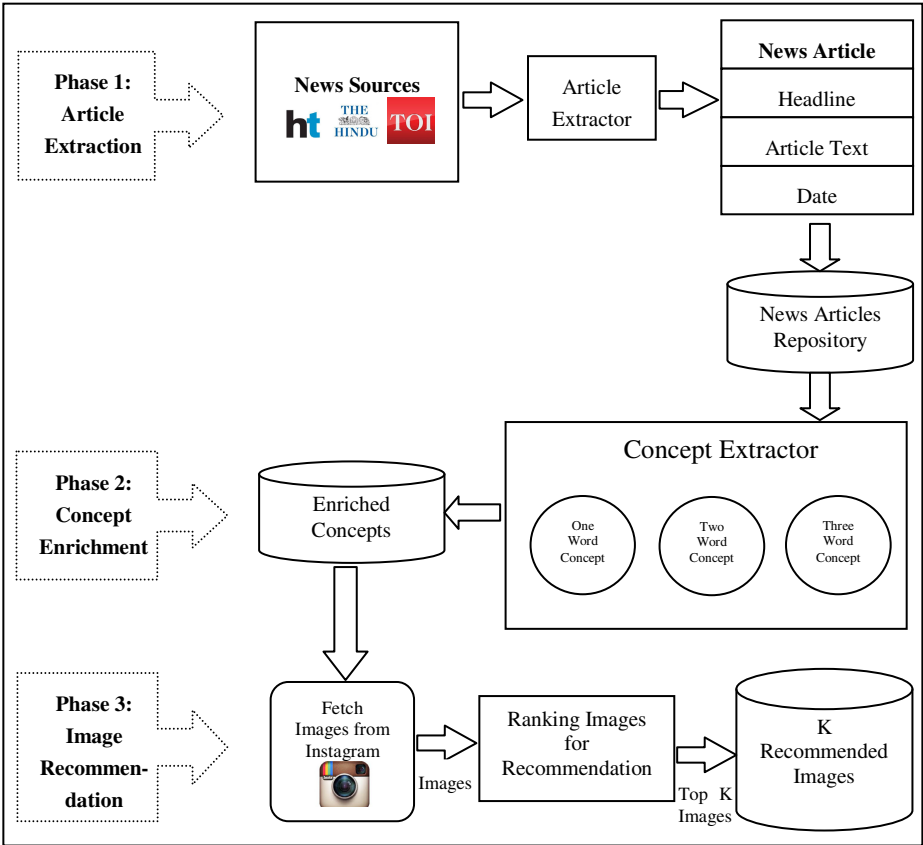 Phase 1:
Article
Extraction
News Sources
ht
THE
HINDU
TOI
Article
Extractor
News Article
Headline
Article Text
Date
News Articles
Repository
Phase 2:
Concept
Enrichment
Enriched
Concepts
Concept Extractor
One
Word
Concept
Two
Word
Concept
Three
Word
Concept
Phase 3:
Image
Recommen-
dation
Fetch
Images from
Instagram
Images
Ranking Images
for
Recommendation
Top K
Images
K
Recommended
Images